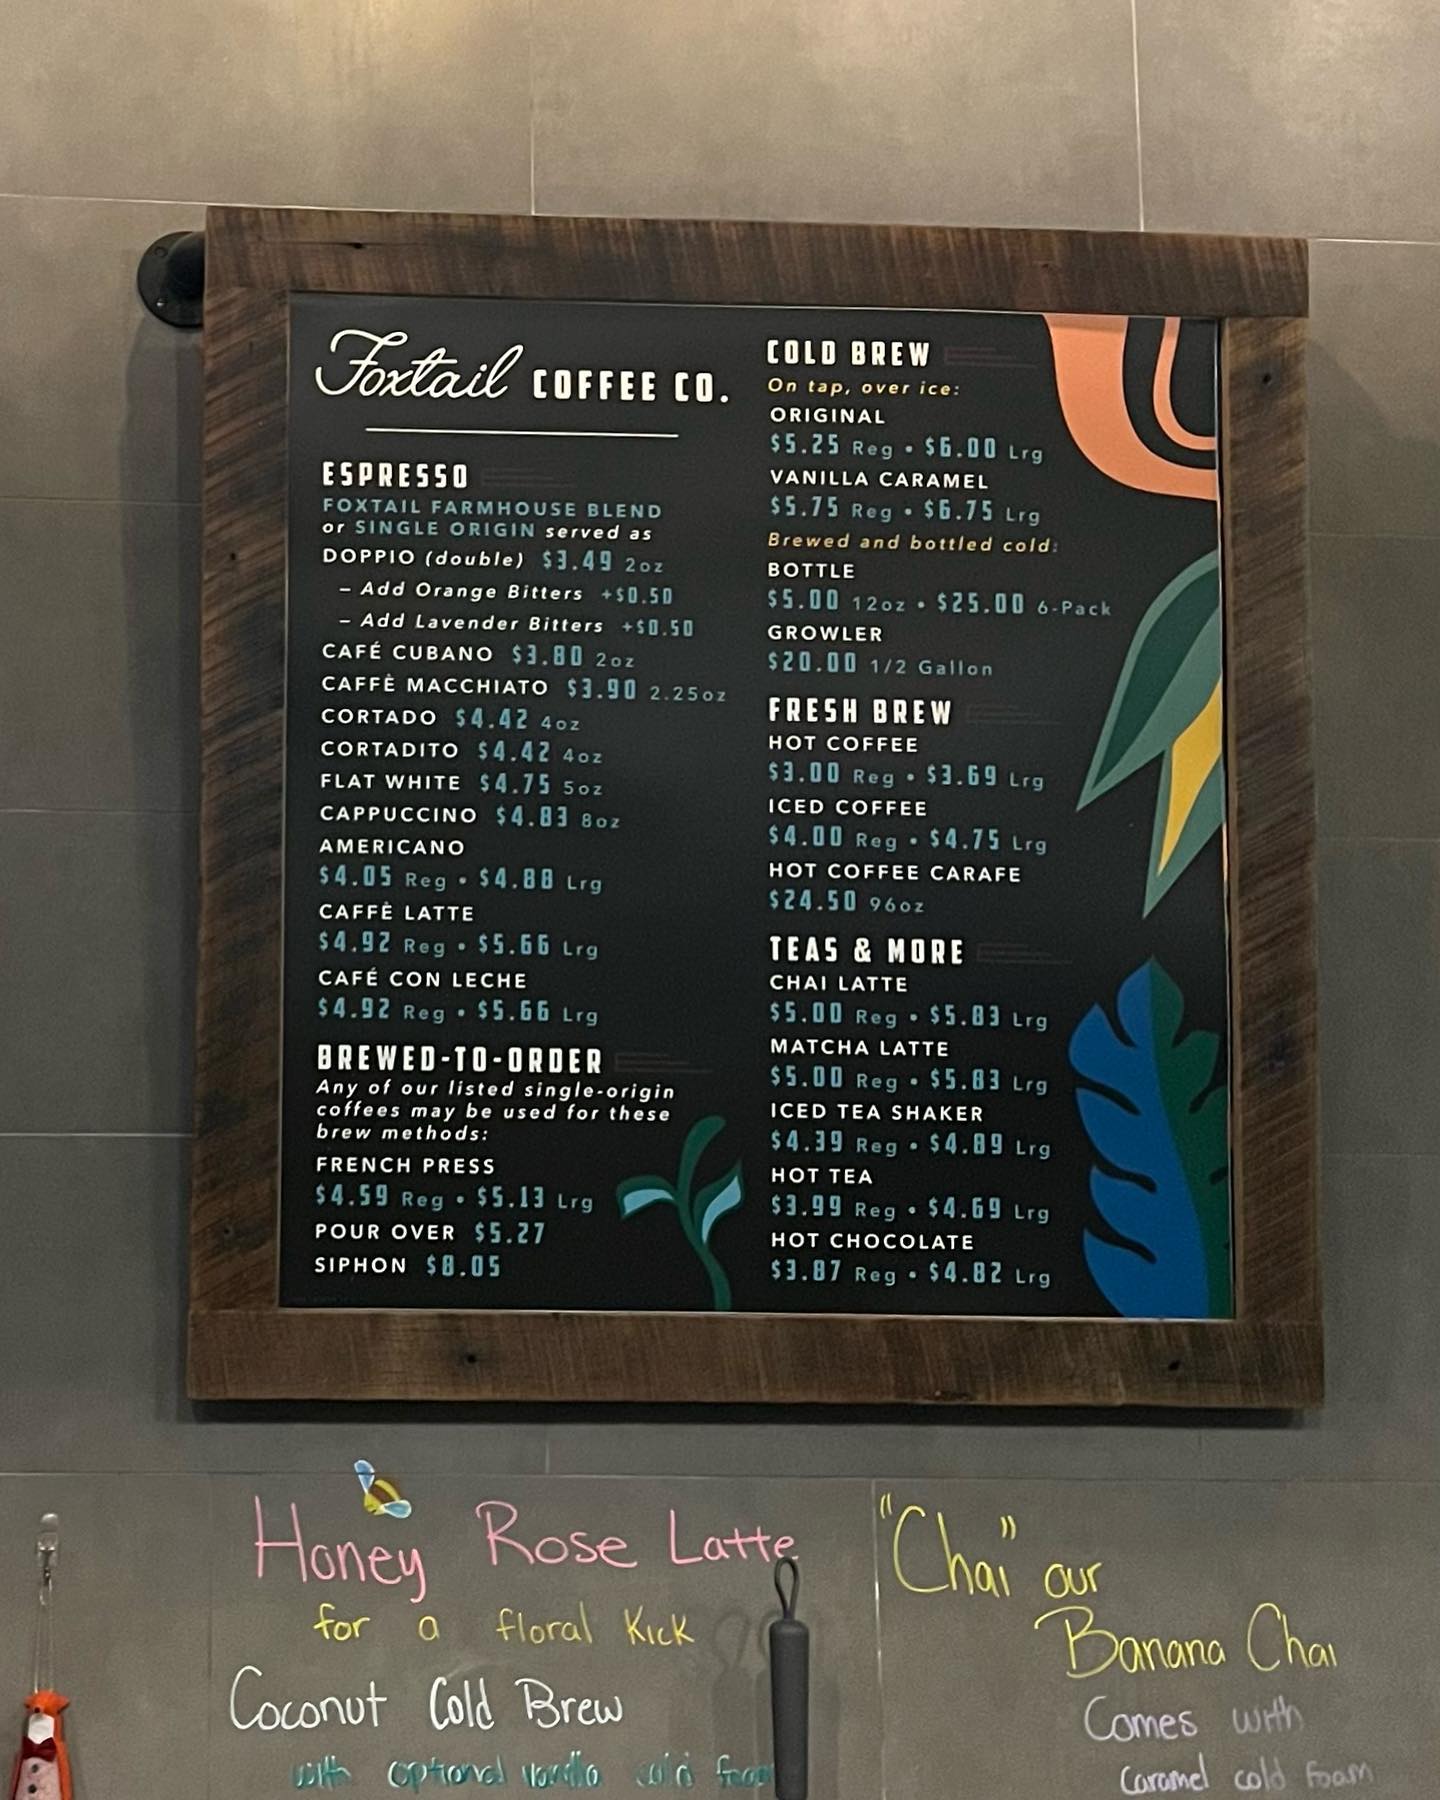 Foxtail COFFEE CO.
ESPRESSO
FOXTAIL FARMHOUSE BLEND
or SINGLE ORIGIN served as
DOPPIO (double) $3.49 2oz
– Add Orange Bitters +$0.50
– Add Lavender Bitters +$0.50
CAFÉ CUBANO $3.80 2oz
CAFFÈ MACCHIATO $3.90 2.25oz
CORTADO $4.42 4oz
CORTADITO $4.42 4oz
FLAT WHITE $4.75 5oz
CAPPUCCINO $4.83 8oz
AMERICANO
$4.05 Reg • $4.88 Lrg
CAFFÈ LATTE
$4.92 Reg • $5.66 Lrg
CAFÉ CON LECHE
$4.92 Reg • $5.66 Lrg
BREWED-TO-ORDER
Any of our listed single-origin
coffees may be used for these
brew methods:
FRENCH PRESS
$4.59 Reg • $5.13 Lrg
POUR OVER $5.27
SIPHON $8.05
COLD BREW
On tap, over ice:
ORIGINAL
$5.25 Reg • $6.00 Lrg
VANILLA CARAMEL
$5.75 Reg • $6.75 Lrg
Brewed and bottled cold:
BOTTLE
$5.00 12oz • $25.00 6-Pack
GROWLER
$20.00 1/2 Gallon
FRESH BREW
HOT COFFEE
$3.00 Reg • $3.69 Lrg
ICED COFFEE
$4.00 Reg • $4.75 Lrg
HOT COFFEE CARAFE
$24.50 96oz
TEAS & MORE
CHAI LATTE
$5.00 Reg • $5.83 Lrg
MATCHA LATTE
$5.00 Reg • $5.83 Lrg
ICED TEA SHAKER
$4.39 Reg • $4.89 Lrg
HOT TEA
$3.99 Reg • $4.69 Lrg
HOT CHOCOLATE
$3.87 Reg • $4.82 Lrg
Honey Rose Latte
for a floral Kick
Coconut Cold Brew
with optional vanilla cold foam
"Chai" our
Banana Chai
Comes with
Caramel cold foam